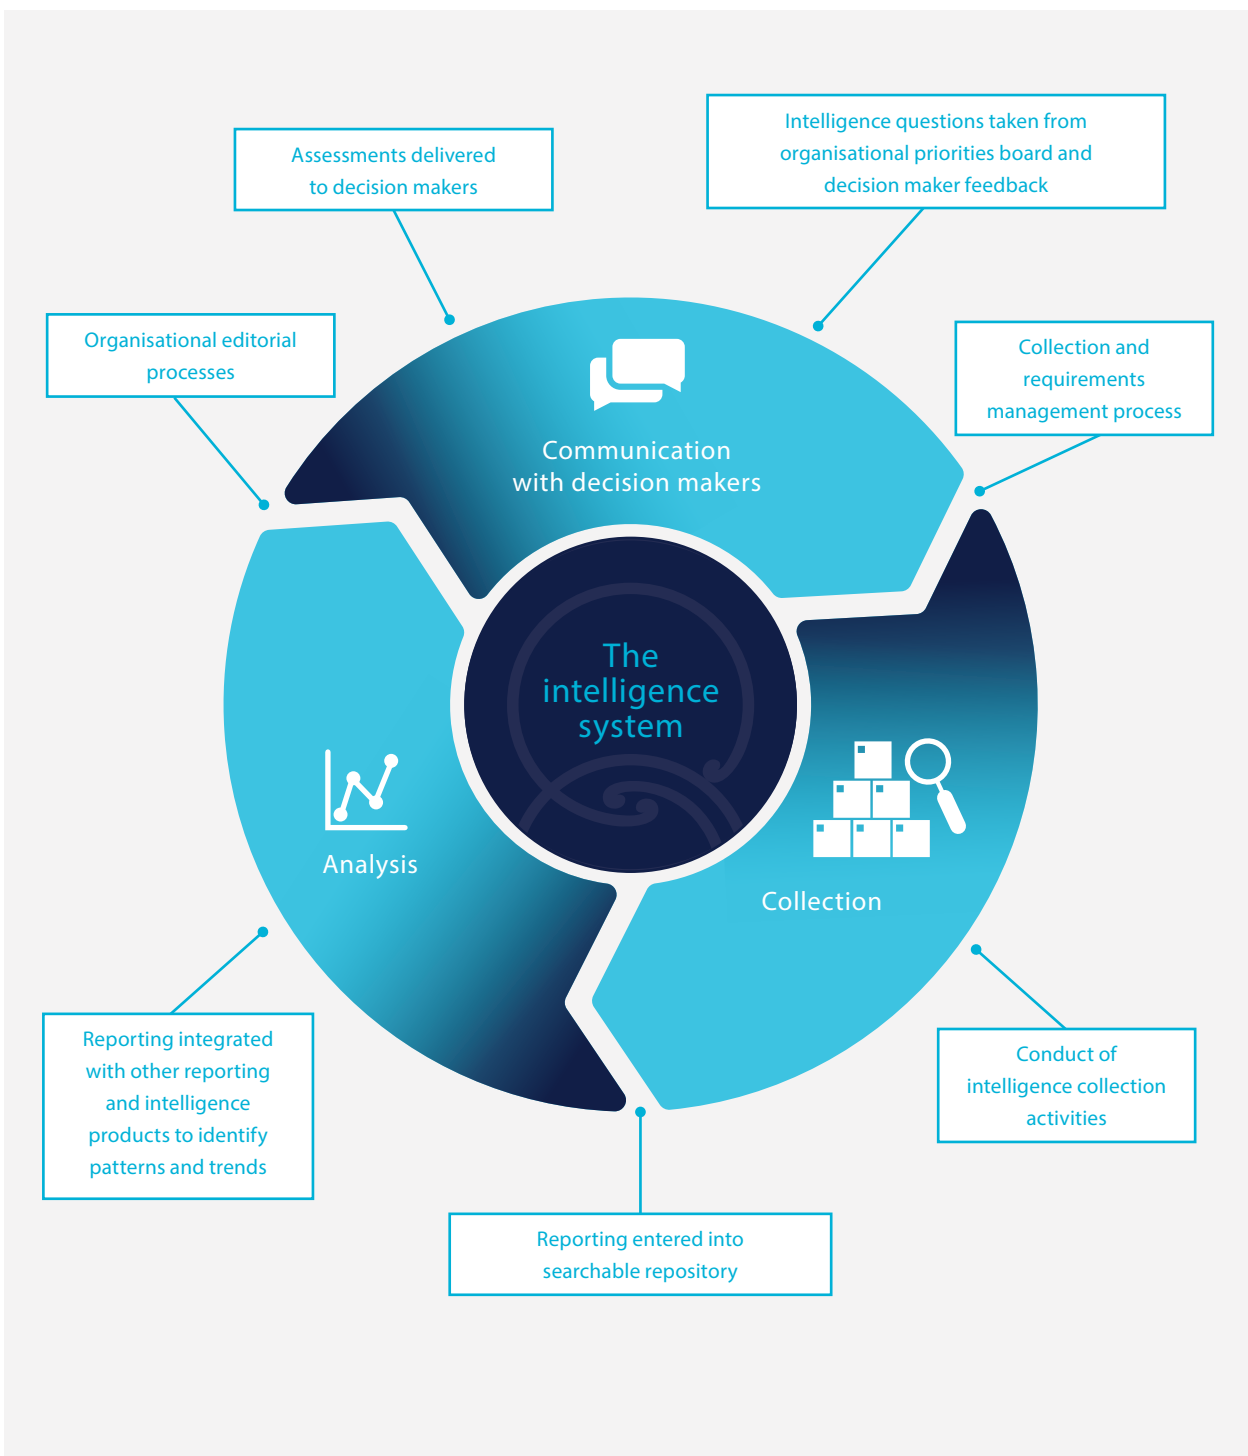 Intelligence questions taken from
organisational priorities board and
decision maker feedback
Assessments delivered
to decision makers
Organisational editorial
processes
Collection and
requirements
management process
Communication
with decision makers
The
intelligence
system
Analysis
Collection
Reporting integrated
with other reporting
and intelligence
products to identify
patterns and trends
Conduct of
intelligence collection
activities
Reporting entered into
searchable repository